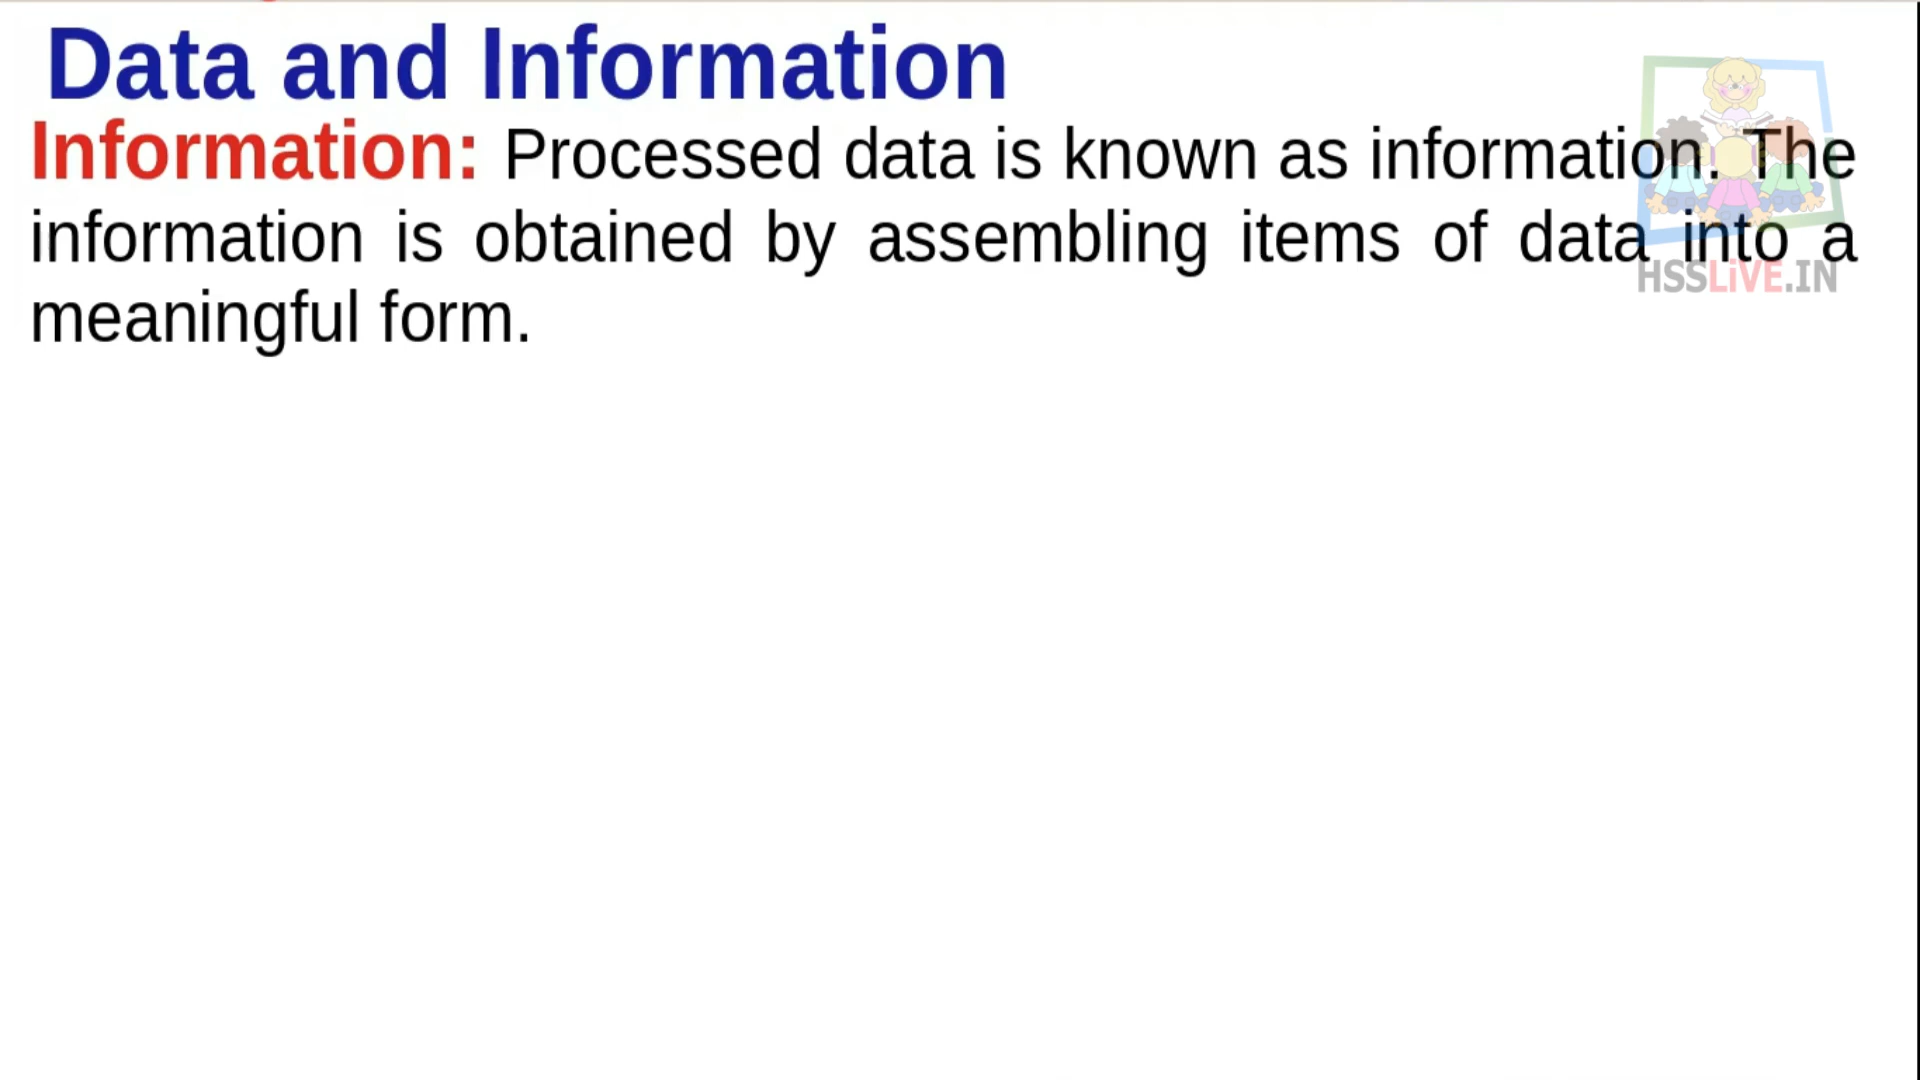 Data and Information
Information: Processed data is known as information. The
information is obtained by assembling items of data into a
meaningful form.
HSSLiVE.IN